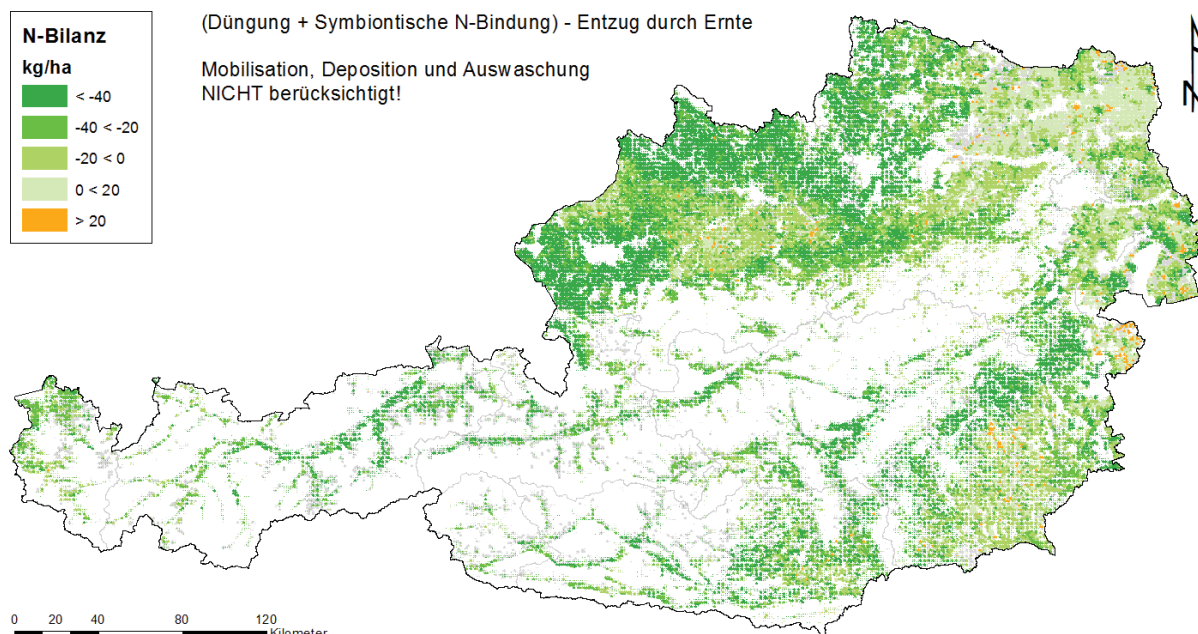 (Düngung + Symbiontische N-Bindung) - Entzug durch Ernte
Mobilisation, Deposition und Auswaschung
NICHT berücksichtigt!
N-Bilanz
kg/ha
< -40
-40 < -20
-20 < 0
0 < 20
> 20
N
0 20 40 80 120
Kilometer